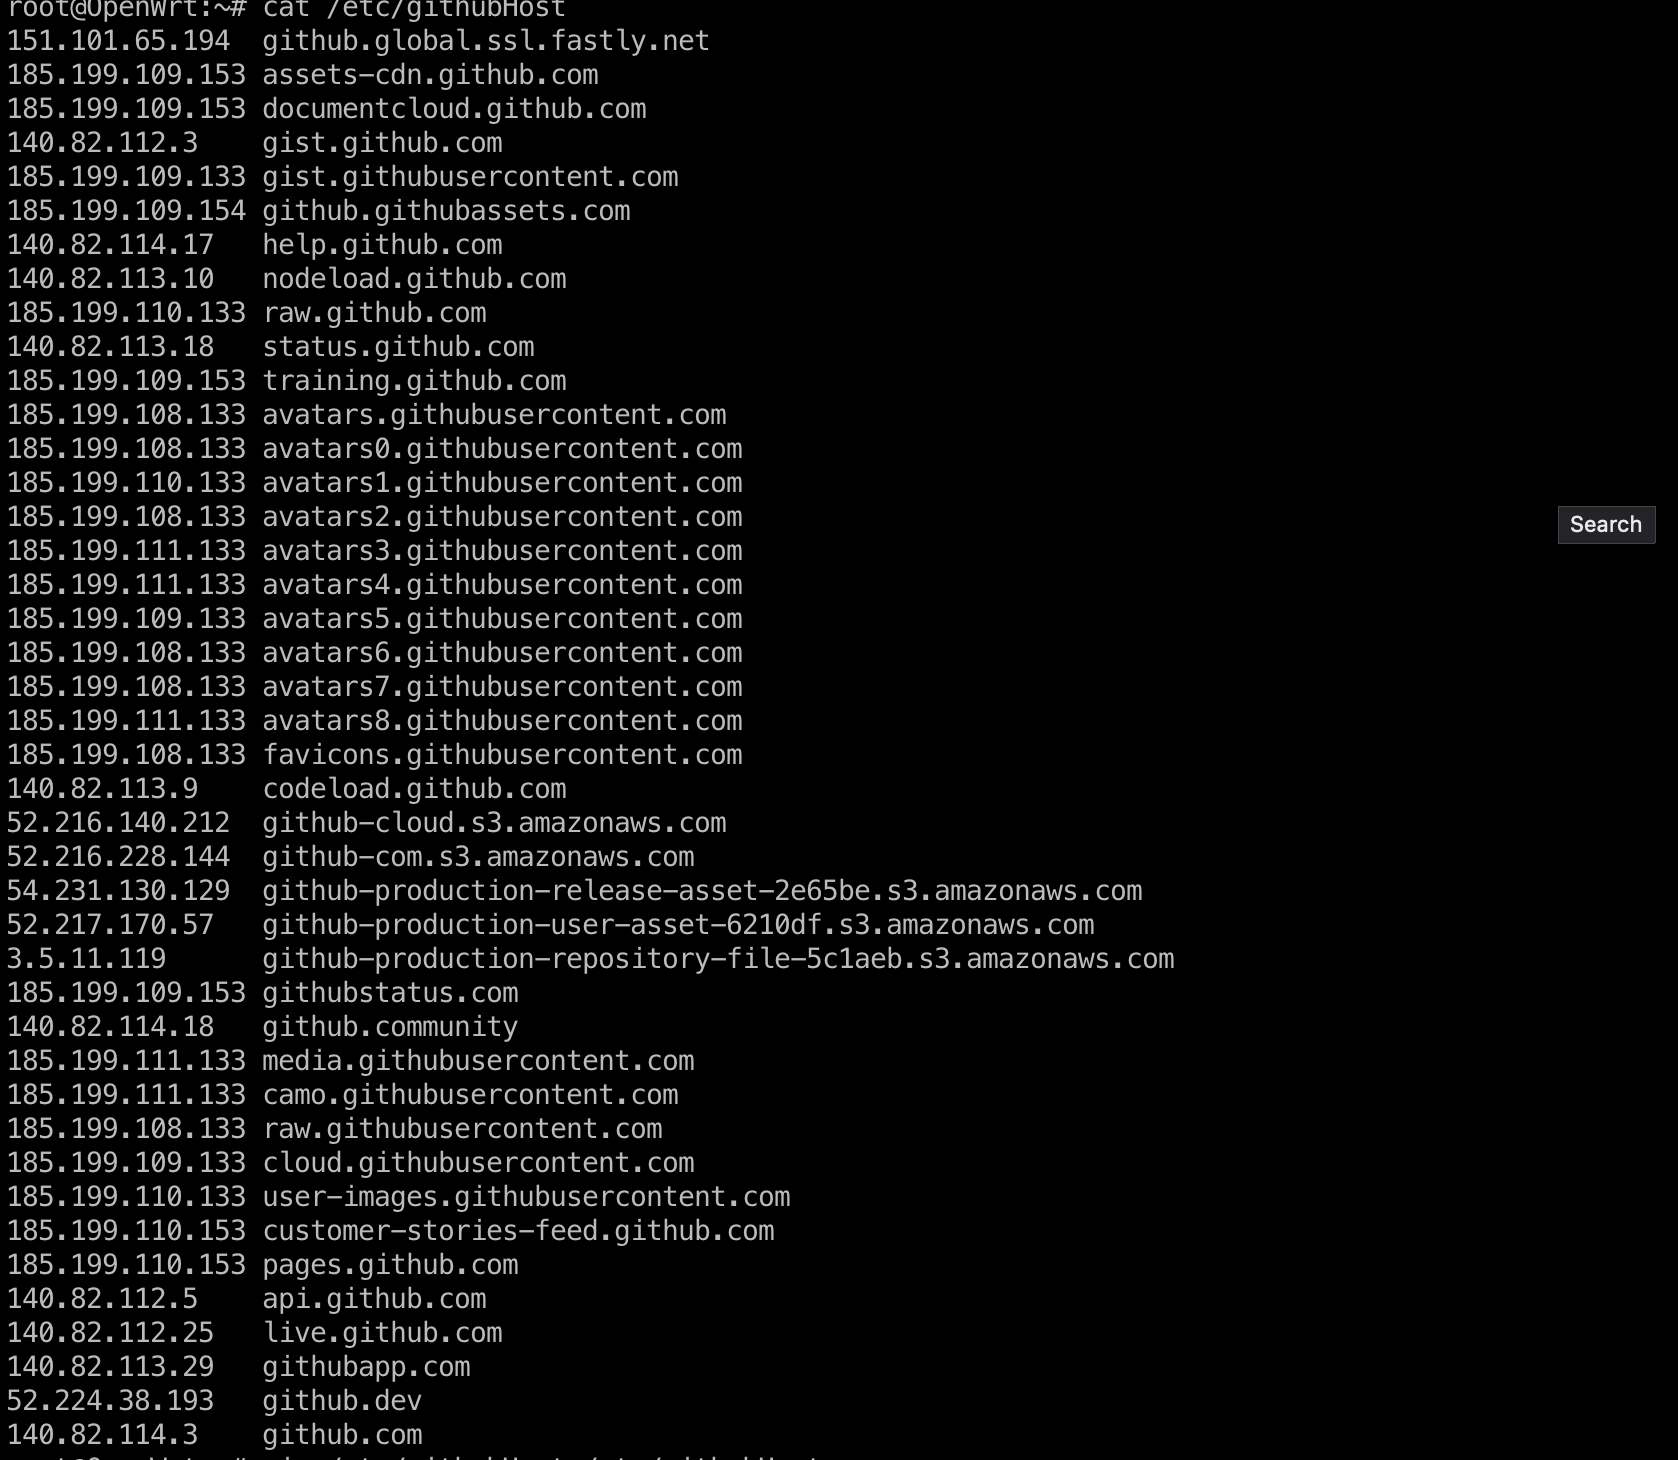 root@OpenWrt:~# cat /etc/githubHost
151.101.65.194  github.global.ssl.fastly.net
185.199.109.153 assets-cdn.github.com
185.199.109.153 documentcloud.github.com
140.82.112.3    gist.github.com
185.199.109.133 gist.githubusercontent.com
185.199.109.154 github.githubassets.com
140.82.114.17   help.github.com
140.82.113.10   nodeload.github.com
185.199.110.133 raw.github.com
140.82.113.18   status.github.com
185.199.109.153 training.github.com
185.199.108.133 avatars.githubusercontent.com
185.199.108.133 avatars0.githubusercontent.com
185.199.110.133 avatars1.githubusercontent.com
185.199.108.133 avatars2.githubusercontent.com
Search
185.199.111.133 avatars3.githubusercontent.com
185.199.111.133 avatars4.githubusercontent.com
185.199.109.133 avatars5.githubusercontent.com
185.199.108.133 avatars6.githubusercontent.com
185.199.108.133 avatars7.githubusercontent.com
185.199.111.133 avatars8.githubusercontent.com
185.199.108.133 favicons.githubusercontent.com
140.82.113.9    codeload.github.com
52.216.140.212  github-cloud.s3.amazonaws.com
52.216.228.144  github-com.s3.amazonaws.com
54.231.130.129  github-production-release-asset-2e65be.s3.amazonaws.com
52.217.170.57   github-production-user-asset-6210df.s3.amazonaws.com
3.5.11.119      github-production-repository-file-5c1aeb.s3.amazonaws.com
185.199.109.153 githubstatus.com
140.82.114.18   github.community
185.199.111.133 media.githubusercontent.com
185.199.111.133 camo.githubusercontent.com
185.199.108.133 raw.githubusercontent.com
185.199.109.133 cloud.githubusercontent.com
185.199.110.133 user-images.githubusercontent.com
185.199.110.153 customer-stories-feed.github.com
185.199.110.153 pages.github.com
140.82.112.5    api.github.com
140.82.112.25   live.github.com
140.82.113.29   githubapp.com
52.224.38.193   github.dev
140.82.114.3    github.com